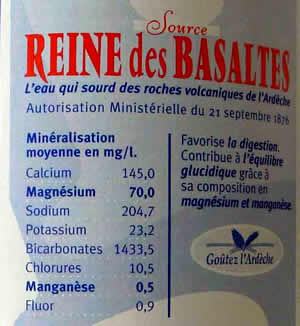 Source
REINE des BASALTES
L'eau qui sourd des roches volcaniques de l'Ardèche
Autorisation Ministérielle du 21 septembre 1876
Minéralisation
moyenne en mg/l.
Calcium 145,0
Magnésium 70,0
Sodium 204,7
Potassium 23,2
Bicarbonates 1433,5
Chlorures 10,5
Manganèse 0,5
Fluor 0,9
Favorise la digestion.
Contribue à l'équilibre
glucidique grâce à
sa composition en
magnésium et manganèse.
Goûtez l'Ardèche